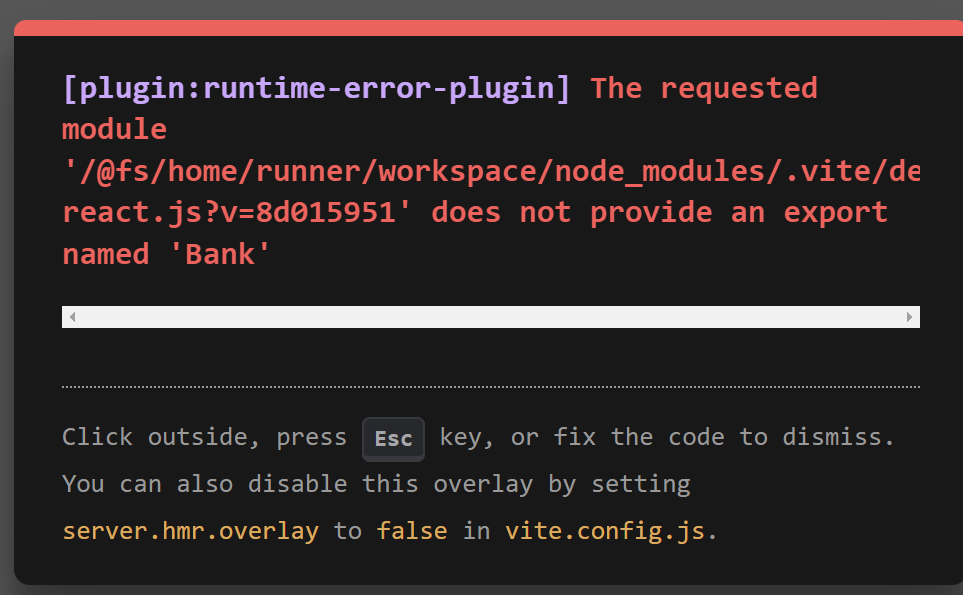 [plugin:runtime-error-plugin] The requested
module
'/@fs/home/runner/workspace/node_modules/.vite/de
react.js?v=8d015951' does not provide an export
named 'Bank'
Click outside, press Esc key, or fix the code to dismiss.
You can also disable this overlay by setting
server.hmr.overlay to false in vite.config.js.